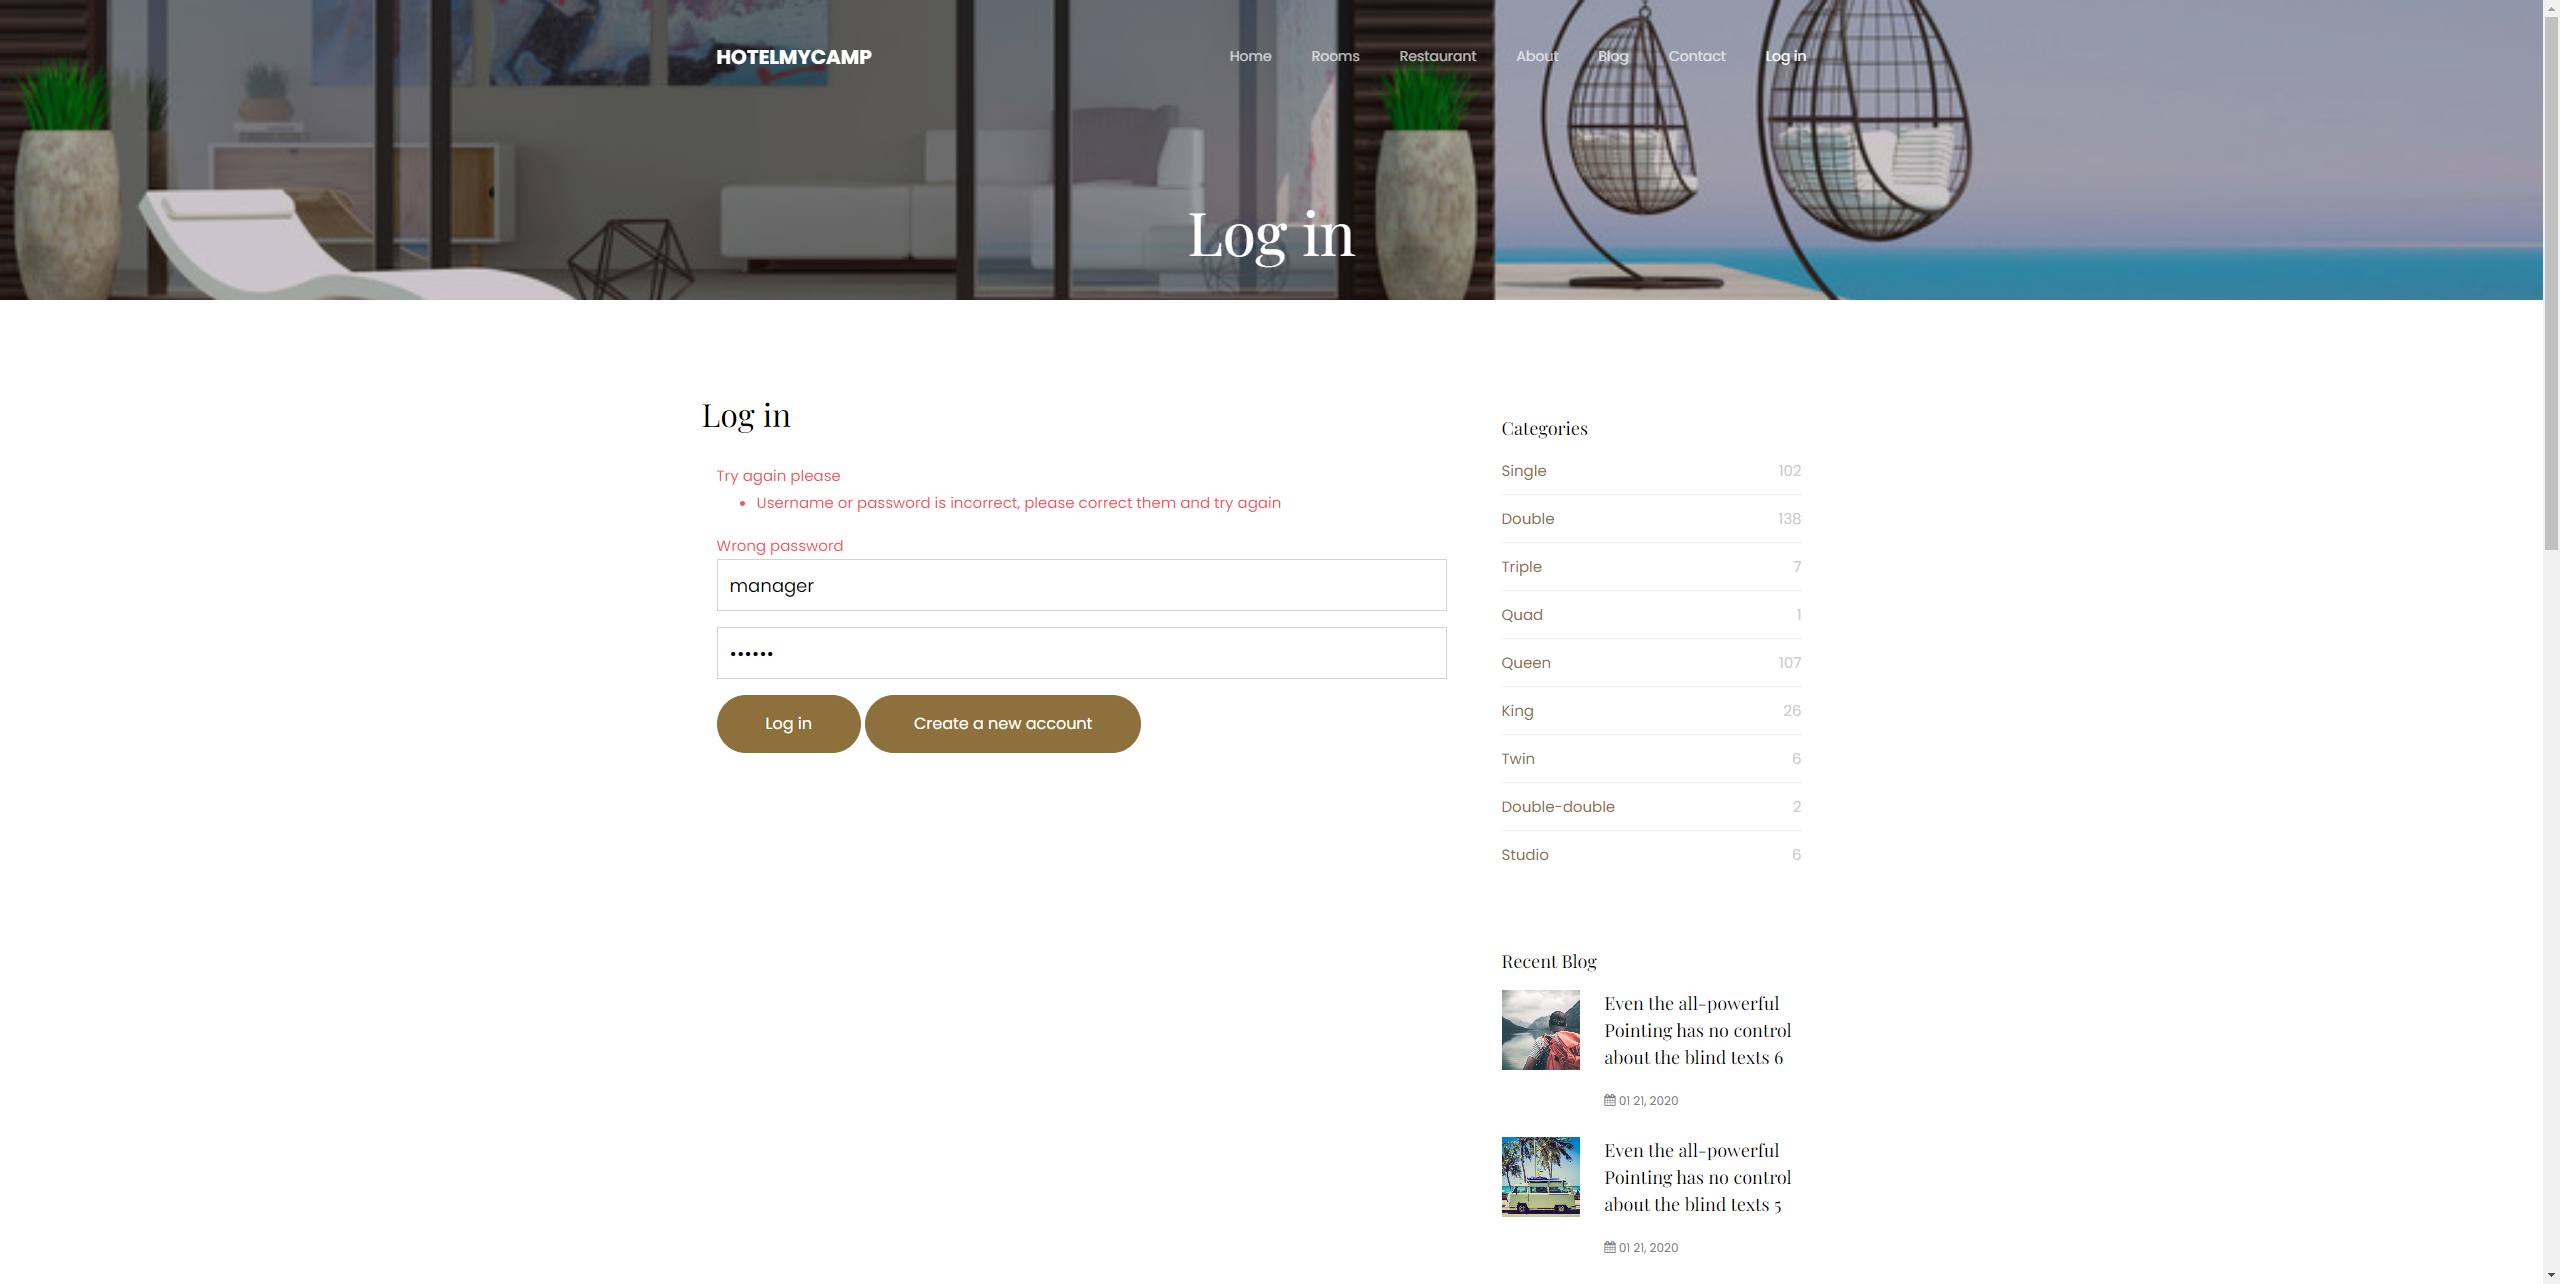 HOTELMYCAMP
Home
Rooms
Restaurant
About
Blog
Contact
Log in
Log in
Log in
Try again please
• Username or password is incorrect, please correct them and try again
Wrong password
manager
••••••
Log in
Create a new account
Categories
Single 102
Double 138
Triple 7
Quad 1
Queen 107
King 26
Twin 6
Double-double 2
Studio 6
Recent Blog
Even the all-powerful
Pointing has no control
about the blind texts 6
01 21, 2020
Even the all-powerful
Pointing has no control
about the blind texts 5
01 21, 2020